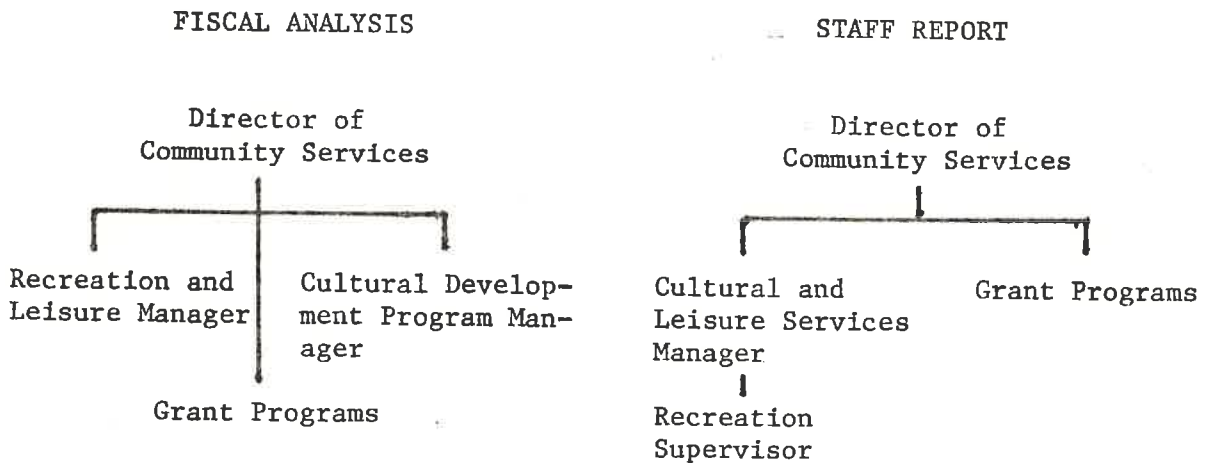 FISCAL ANALYSIS
Director of
Community Services
Recreation and
Leisure Manager
Cultural Develop-
ment Program Man-
ager
Grant Programs
STAFF REPORT
Director of
Community Services
Cultural and
Leisure Services
Manager
Grant Programs
Recreation
Supervisor